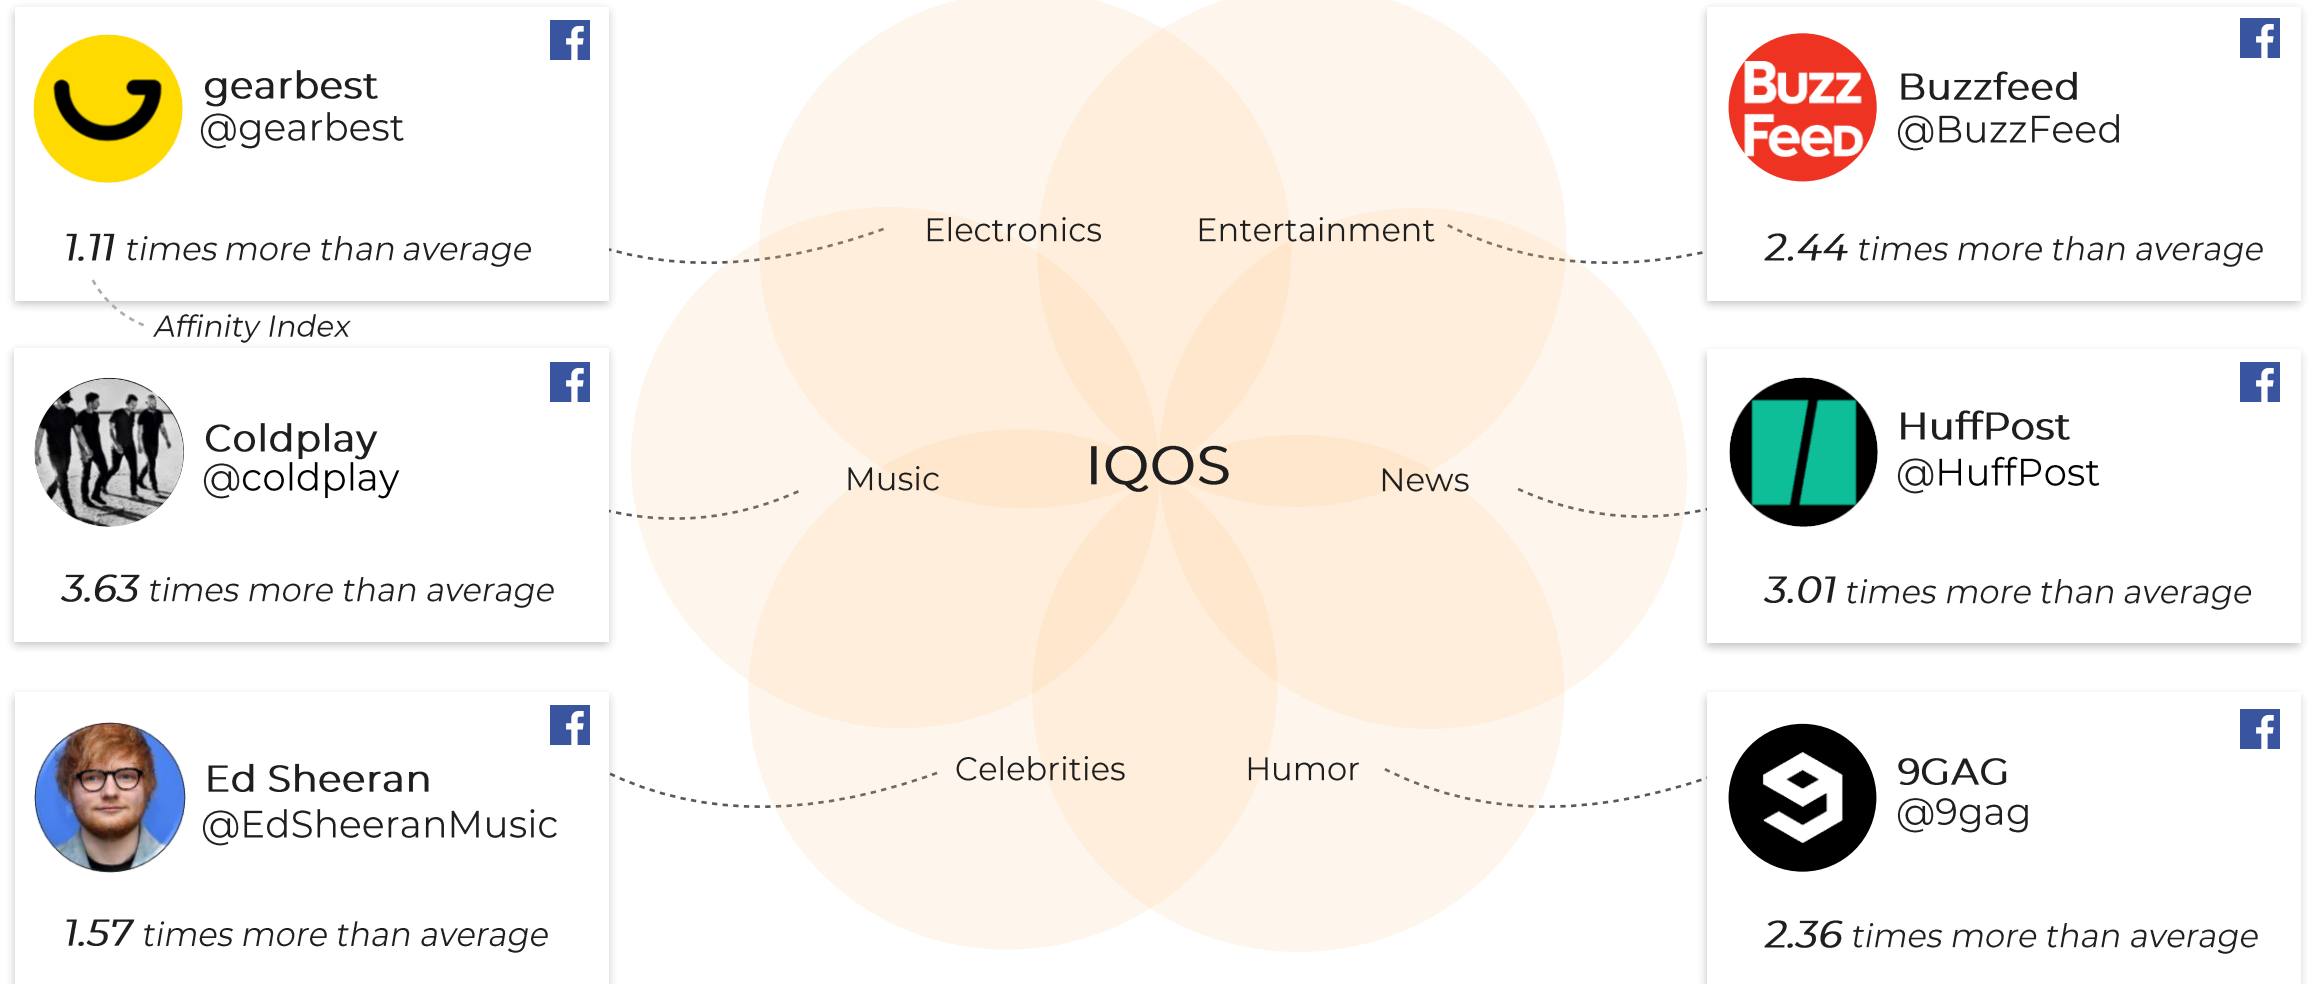 gearbest
@gearbest
1.11 times more than average
Affinity Index
Coldplay
@coldplay
3.63 times more than average
Ed Sheeran
@EdSheeranMusic
1.57 times more than average
Electronics
Entertainment
Music
IQOS
News
Celebrities
Humor
BuzzFeed
Buzzfeed
@BuzzFeed
2.44 times more than average
HuffPost
@HuffPost
3.01 times more than average
9GAG
@9gag
2.36 times more than average